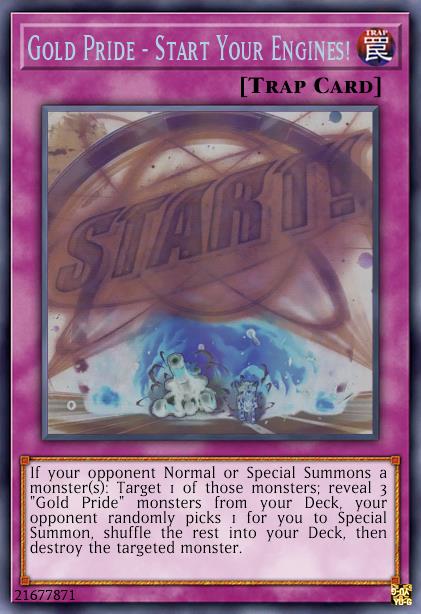 Gold Pride - Start Your Engines!
TRAP
罠
[Trap Card]
START!
If your opponent Normal or Special Summons a
monster(s): Target 1 of those monsters; reveal 3
"Gold Pride" monsters from your Deck, your
opponent randomly picks 1 for you to Special
Summon, shuffle the rest into your Deck, then
destroy the targeted monster.
21677871